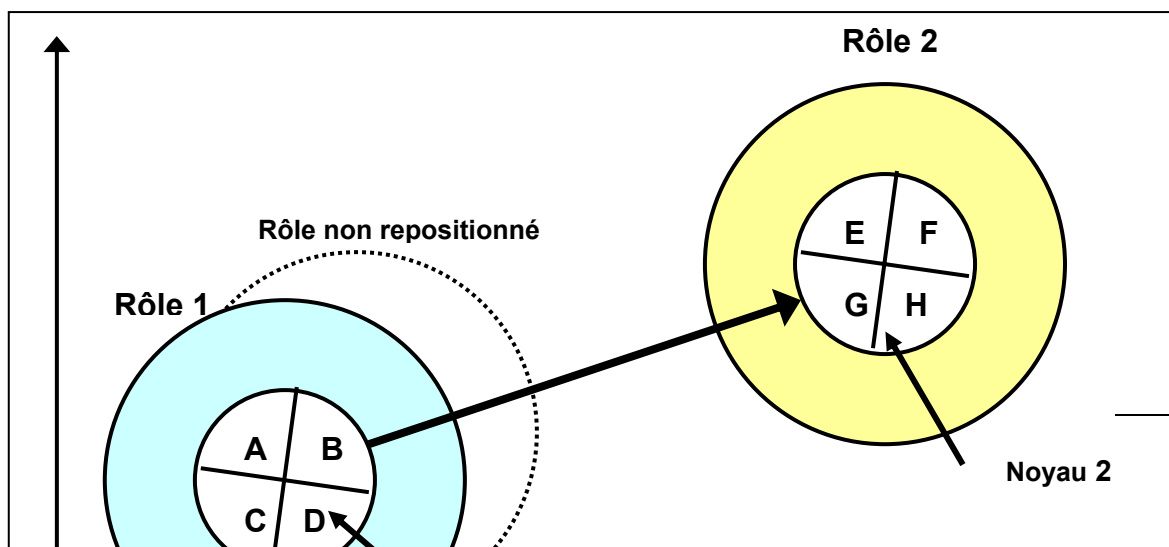 Rôle 2
Rôle non repositionné
E F
Rôle 1
G H
A B
Noyau 2
C D